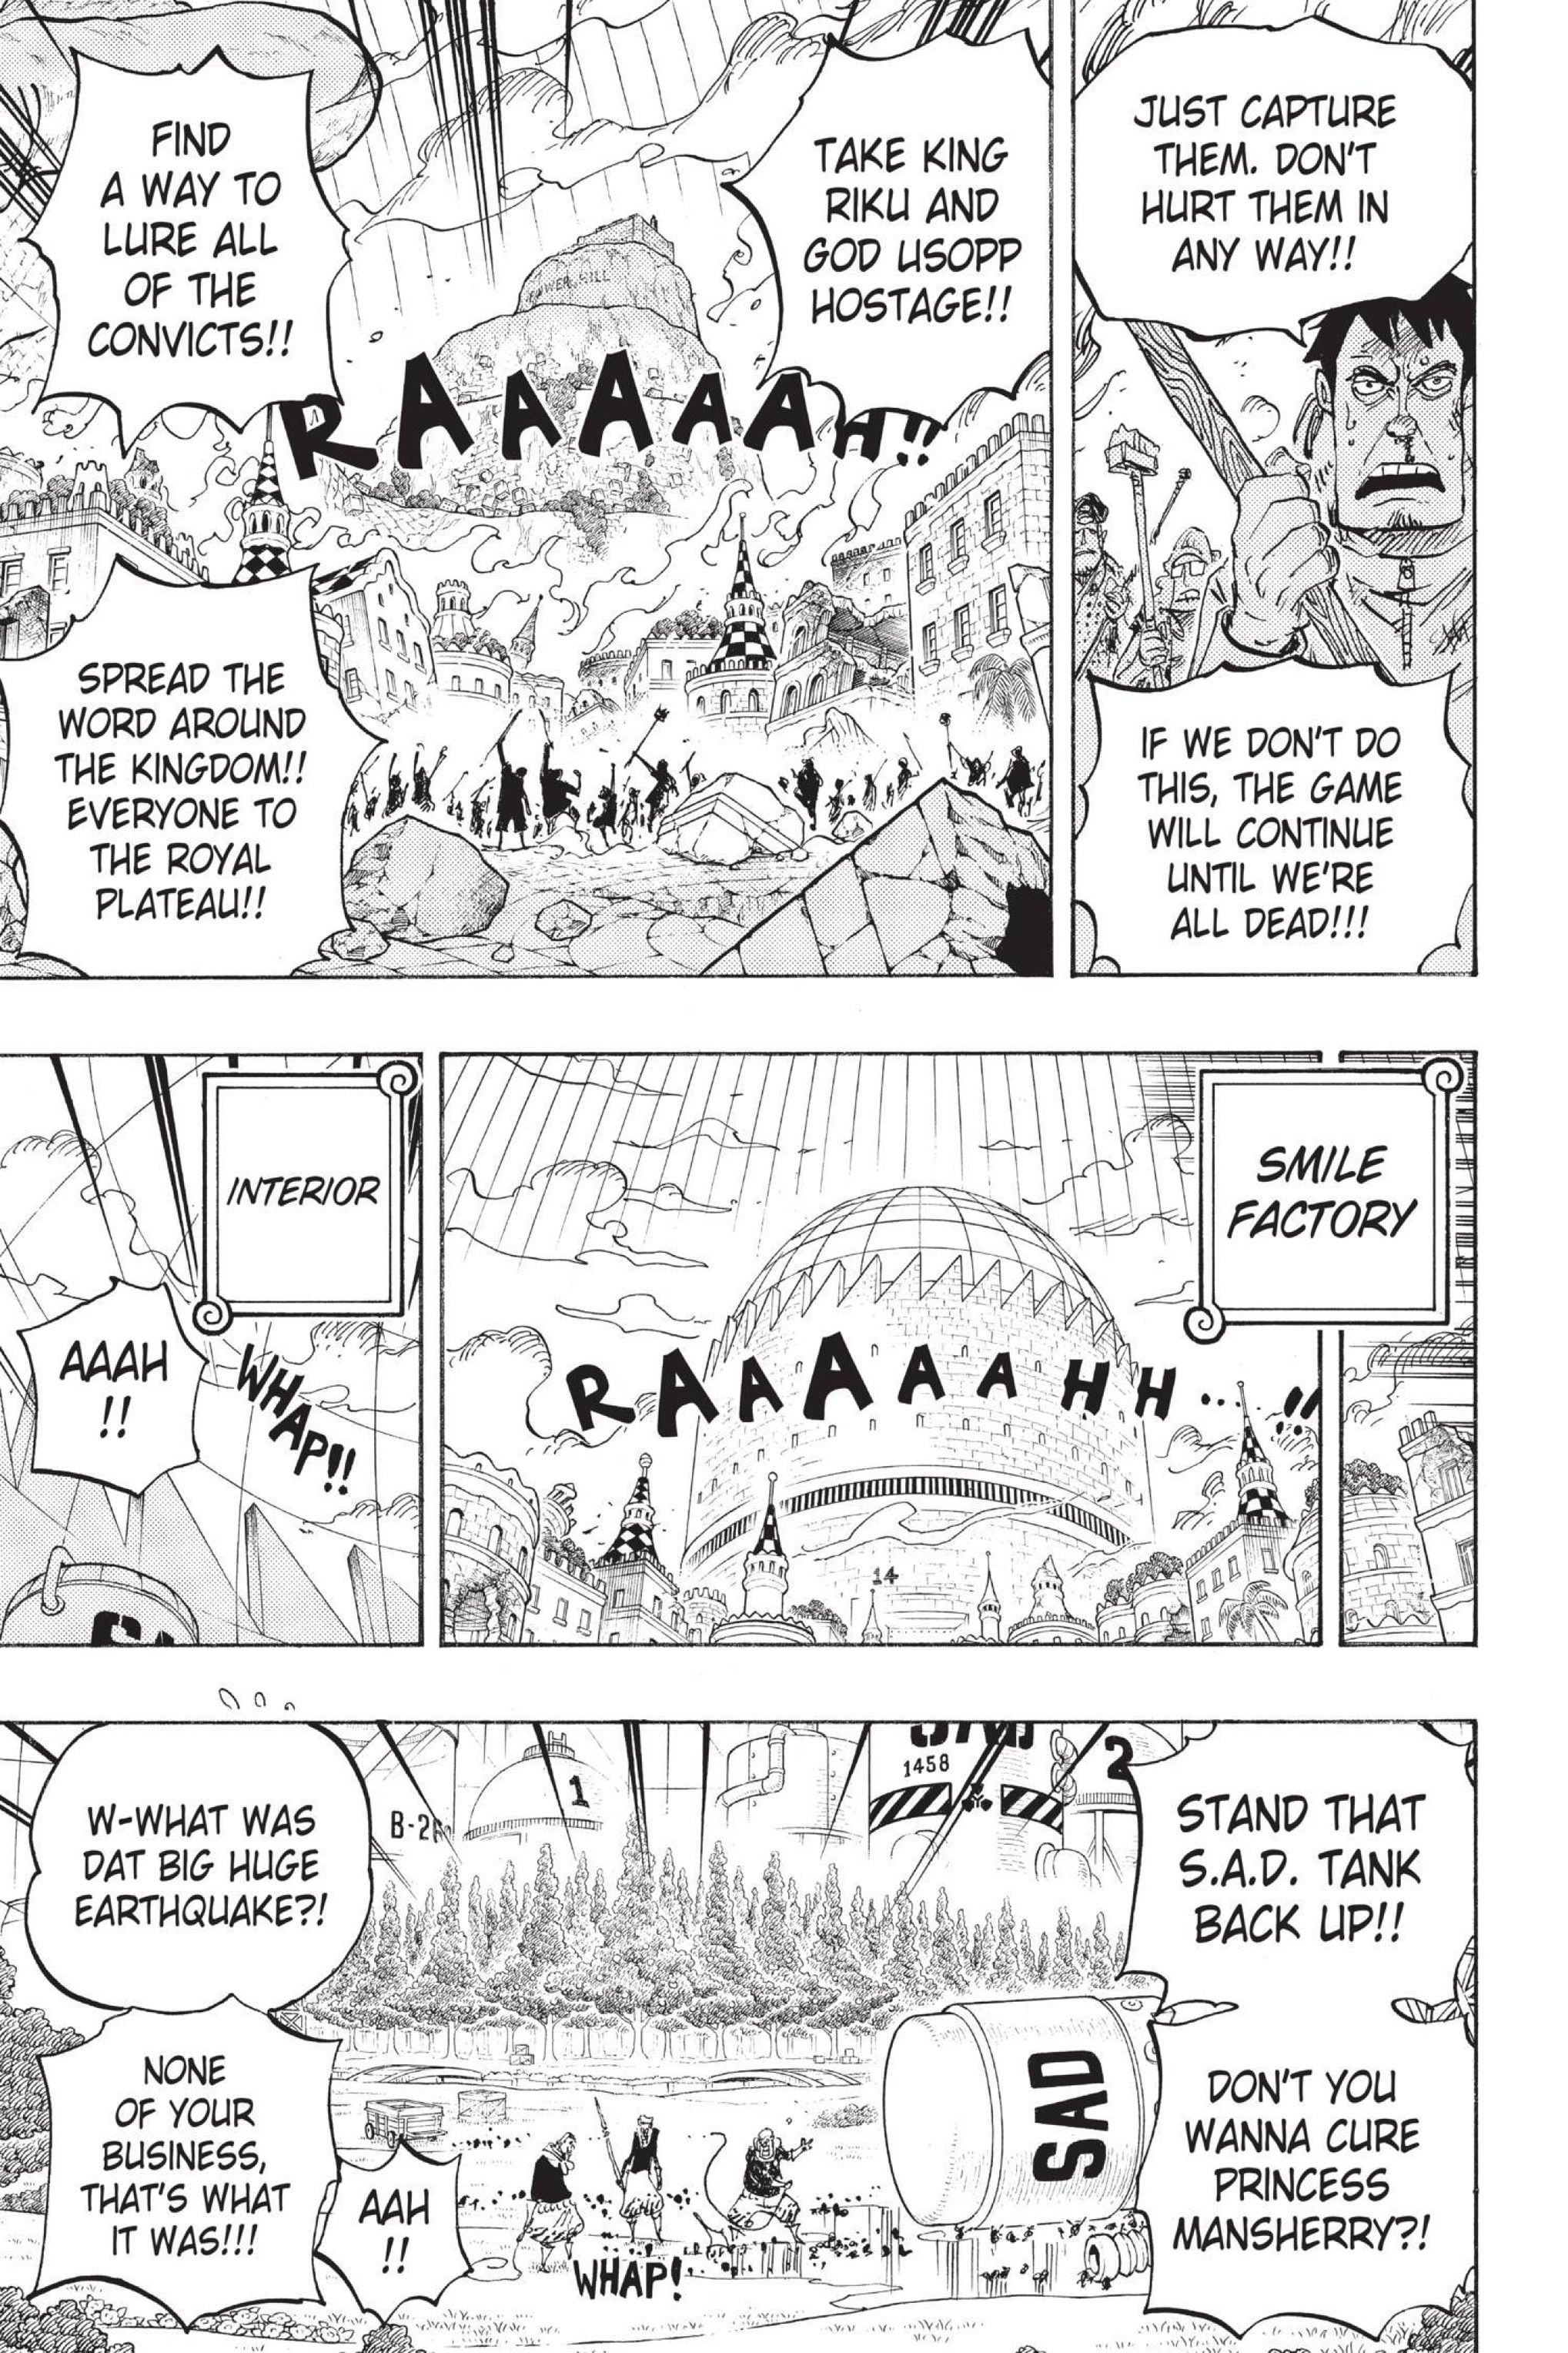 JUST CAPTURE
THEM. DON'T
HURT THEM IN
ANY WAY!!
IF WE DON'T DO
THIS, THE GAME
WILL CONTINUE
UNTIL WE'RE
ALL DEAD!!!
TAKE KING
RIKU AND
GOD USOPP
HOSTAGE!!
FIND
A WAY TO
LURE ALL
OF THE
CONVICTS!!
RAAAAAH!!
SPREAD THE
WORD AROUND
THE KINGDOM!!
EVERYONE TO
THE ROYAL
PLATEAU!!
SMILE
FACTORY
RAAAAAHH...!!
14
INTERIOR
AAAH
!!
WHAP!!
STAND THAT
S.A.D. TANK
BACK UP!!
DON'T YOU
WANNA CURE
PRINCESS
MANSHERRY?!
1458
2
1
SAD
W-WHAT WAS
DAT BIG HUGE
EARTHQUAKE?!
NONE
OF YOUR
BUSINESS,
THAT'S WHAT
IT WAS!!!
AAH
!!
WHAP!